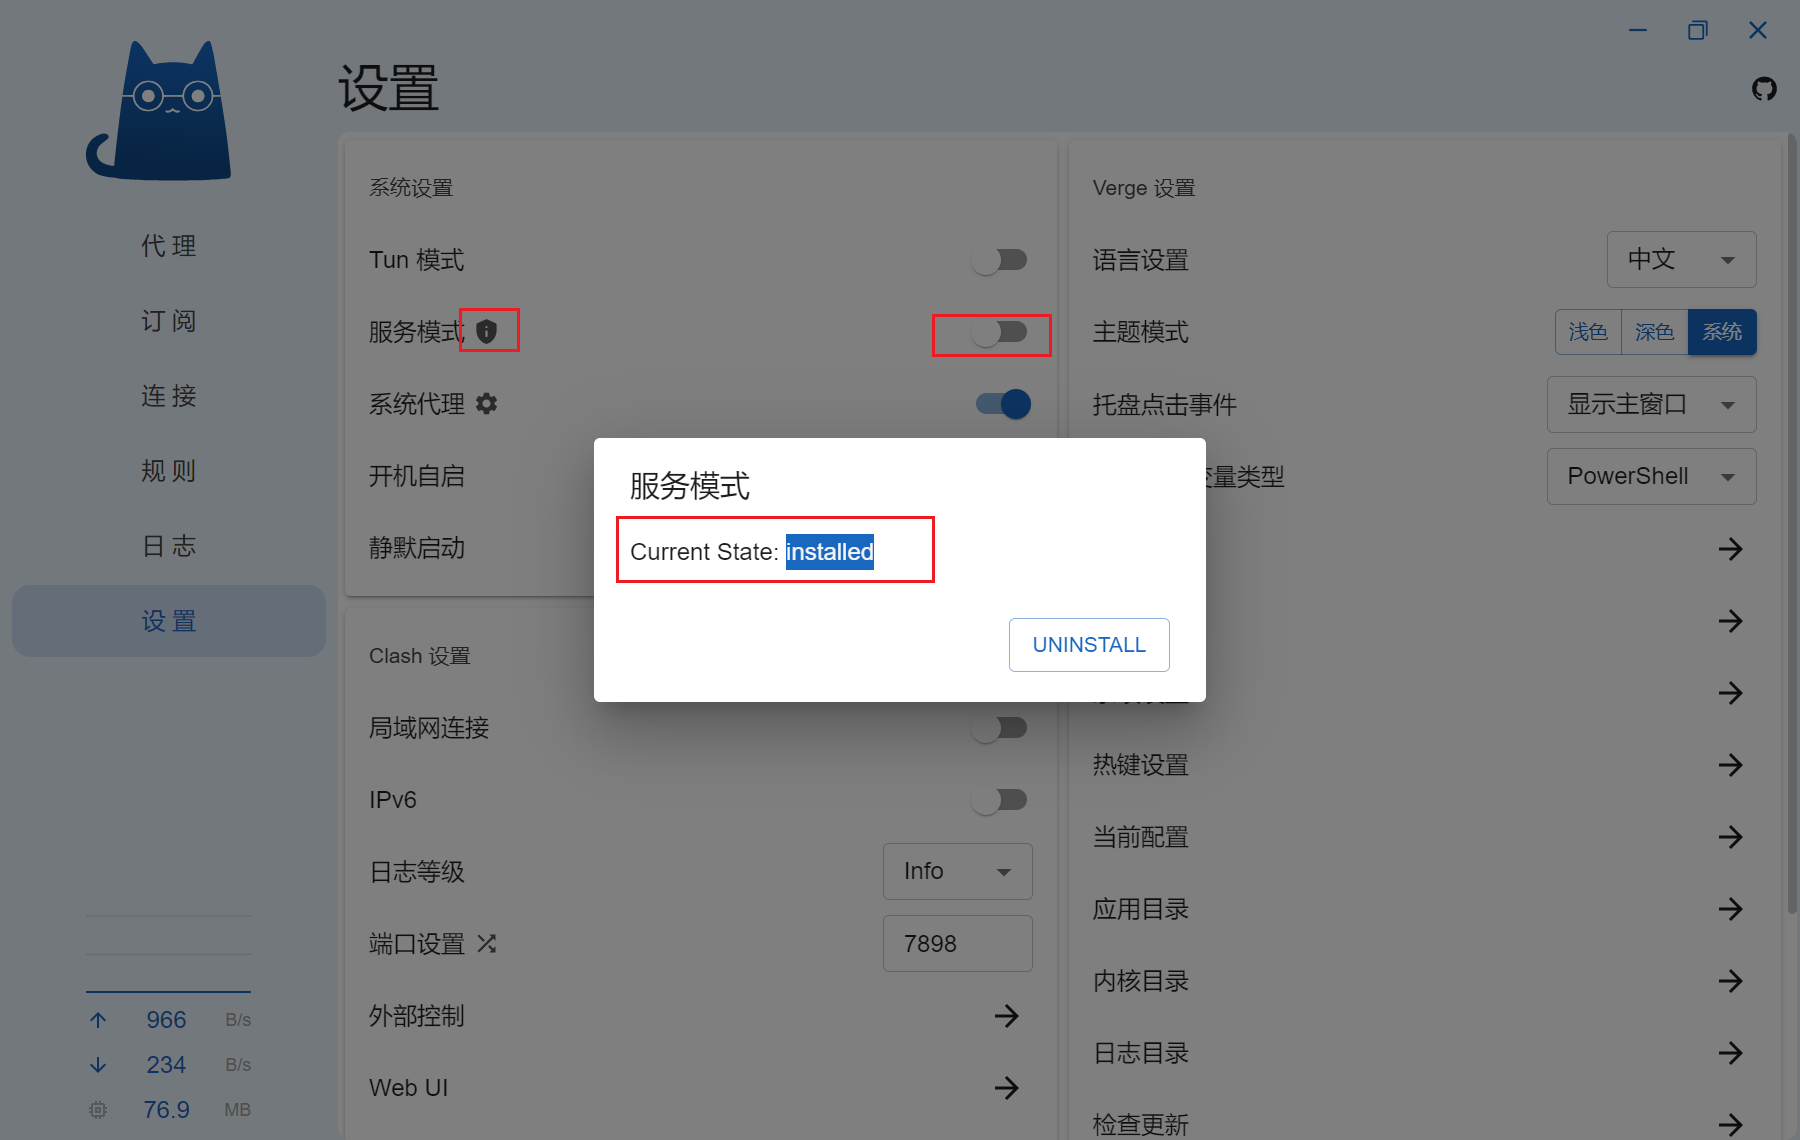 设置
代 理
订 阅
连 接
规 则
日 志
设 置
966 B/s
234 B/s
76.9 MB
系统设置
Tun 模式
服务模式
系统代理
开机自启
静默启动
Clash 设置
局域网连接
IPv6
日志等级 Info
端口设置 7898
外部控制
Web UI
Verge 设置
语言设置 中文
主题模式 浅色 深色 系统
托盘点击事件 显示主窗口
变量类型 PowerShell
热键设置
当前配置
应用目录
内核目录
日志目录
检查更新
服务模式
Current State: installed
UNINSTALL